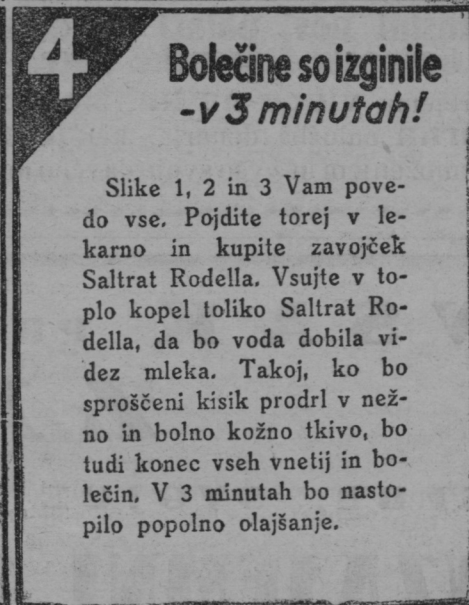 4
Bolečine so izginile
-v 3 minutah!
Slike 1, 2 in 3 Vam pove-
do vse. Pojdite torej v le-
karno in kupite zavojček
Saltrat Rodella. Vsujte v to-
plo kopel toliko Saltrat Ro-
della, da bo voda dobila vi-
dez mleka. Takoj, ko bo
sproščeni kisik prodrl v než-
no in bolno kožno tkivo, bo
tudi konec vseh vnetij in bo-
lečin. V 3 minutah bo nasto-
pilo popolno olajšanje.